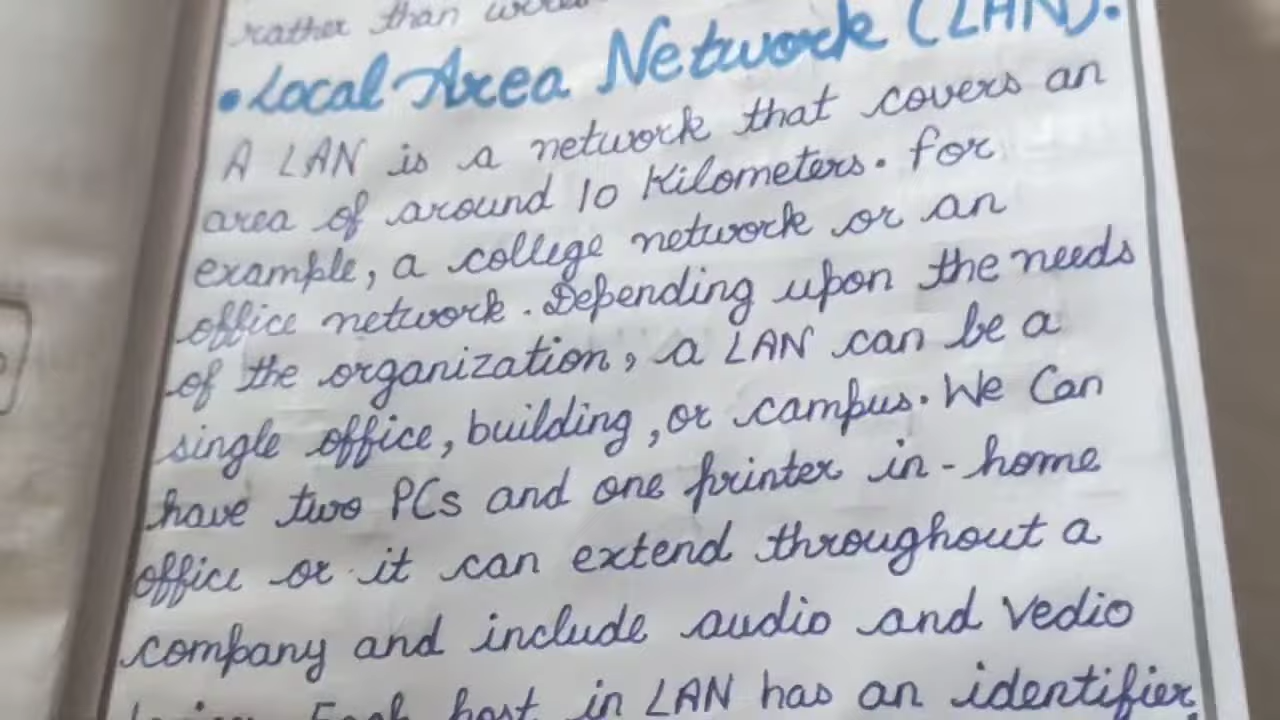 rather than
• Local Area Network (LAN).
A LAN is a network that covers an
area of around 10 Kilometers. For
example, a college network or an
office network. Depending upon the needs
of the organization, a LAN can be a
single office, building, or campus. We Can
have two PCs and one printer in-home
office or it can extend throughout a
company and include audio and Vedio
Each host in LAN has an identifier